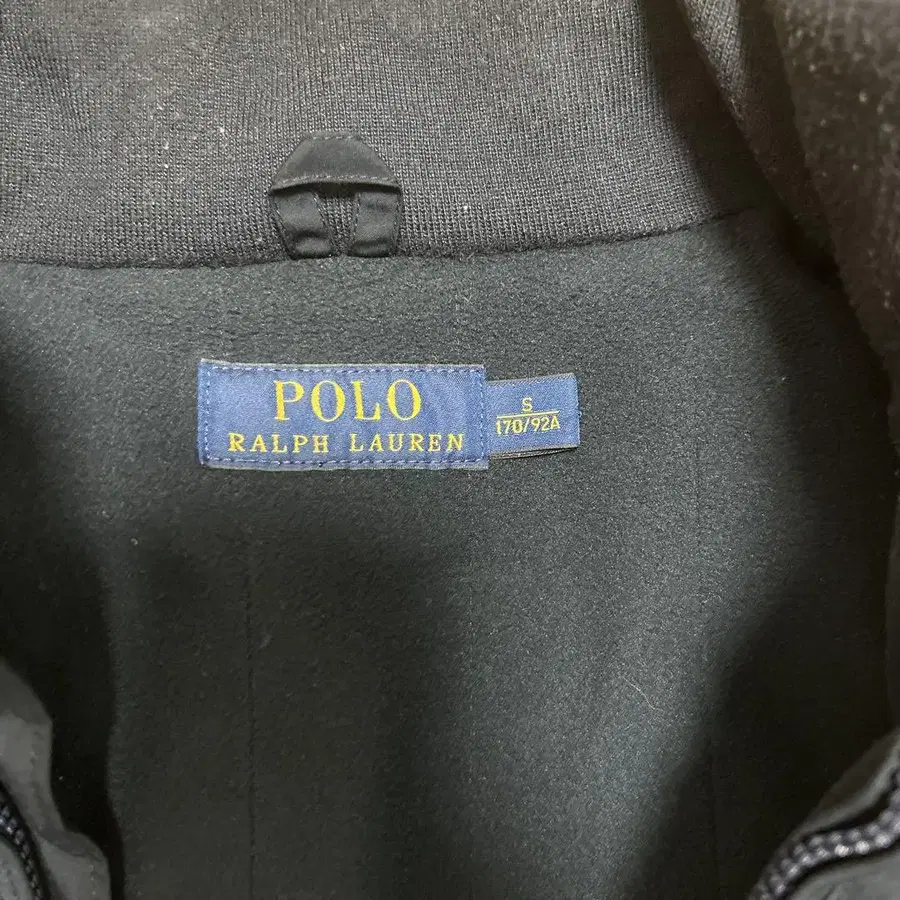 POLO
RALPH LAUREN
S
170/92A